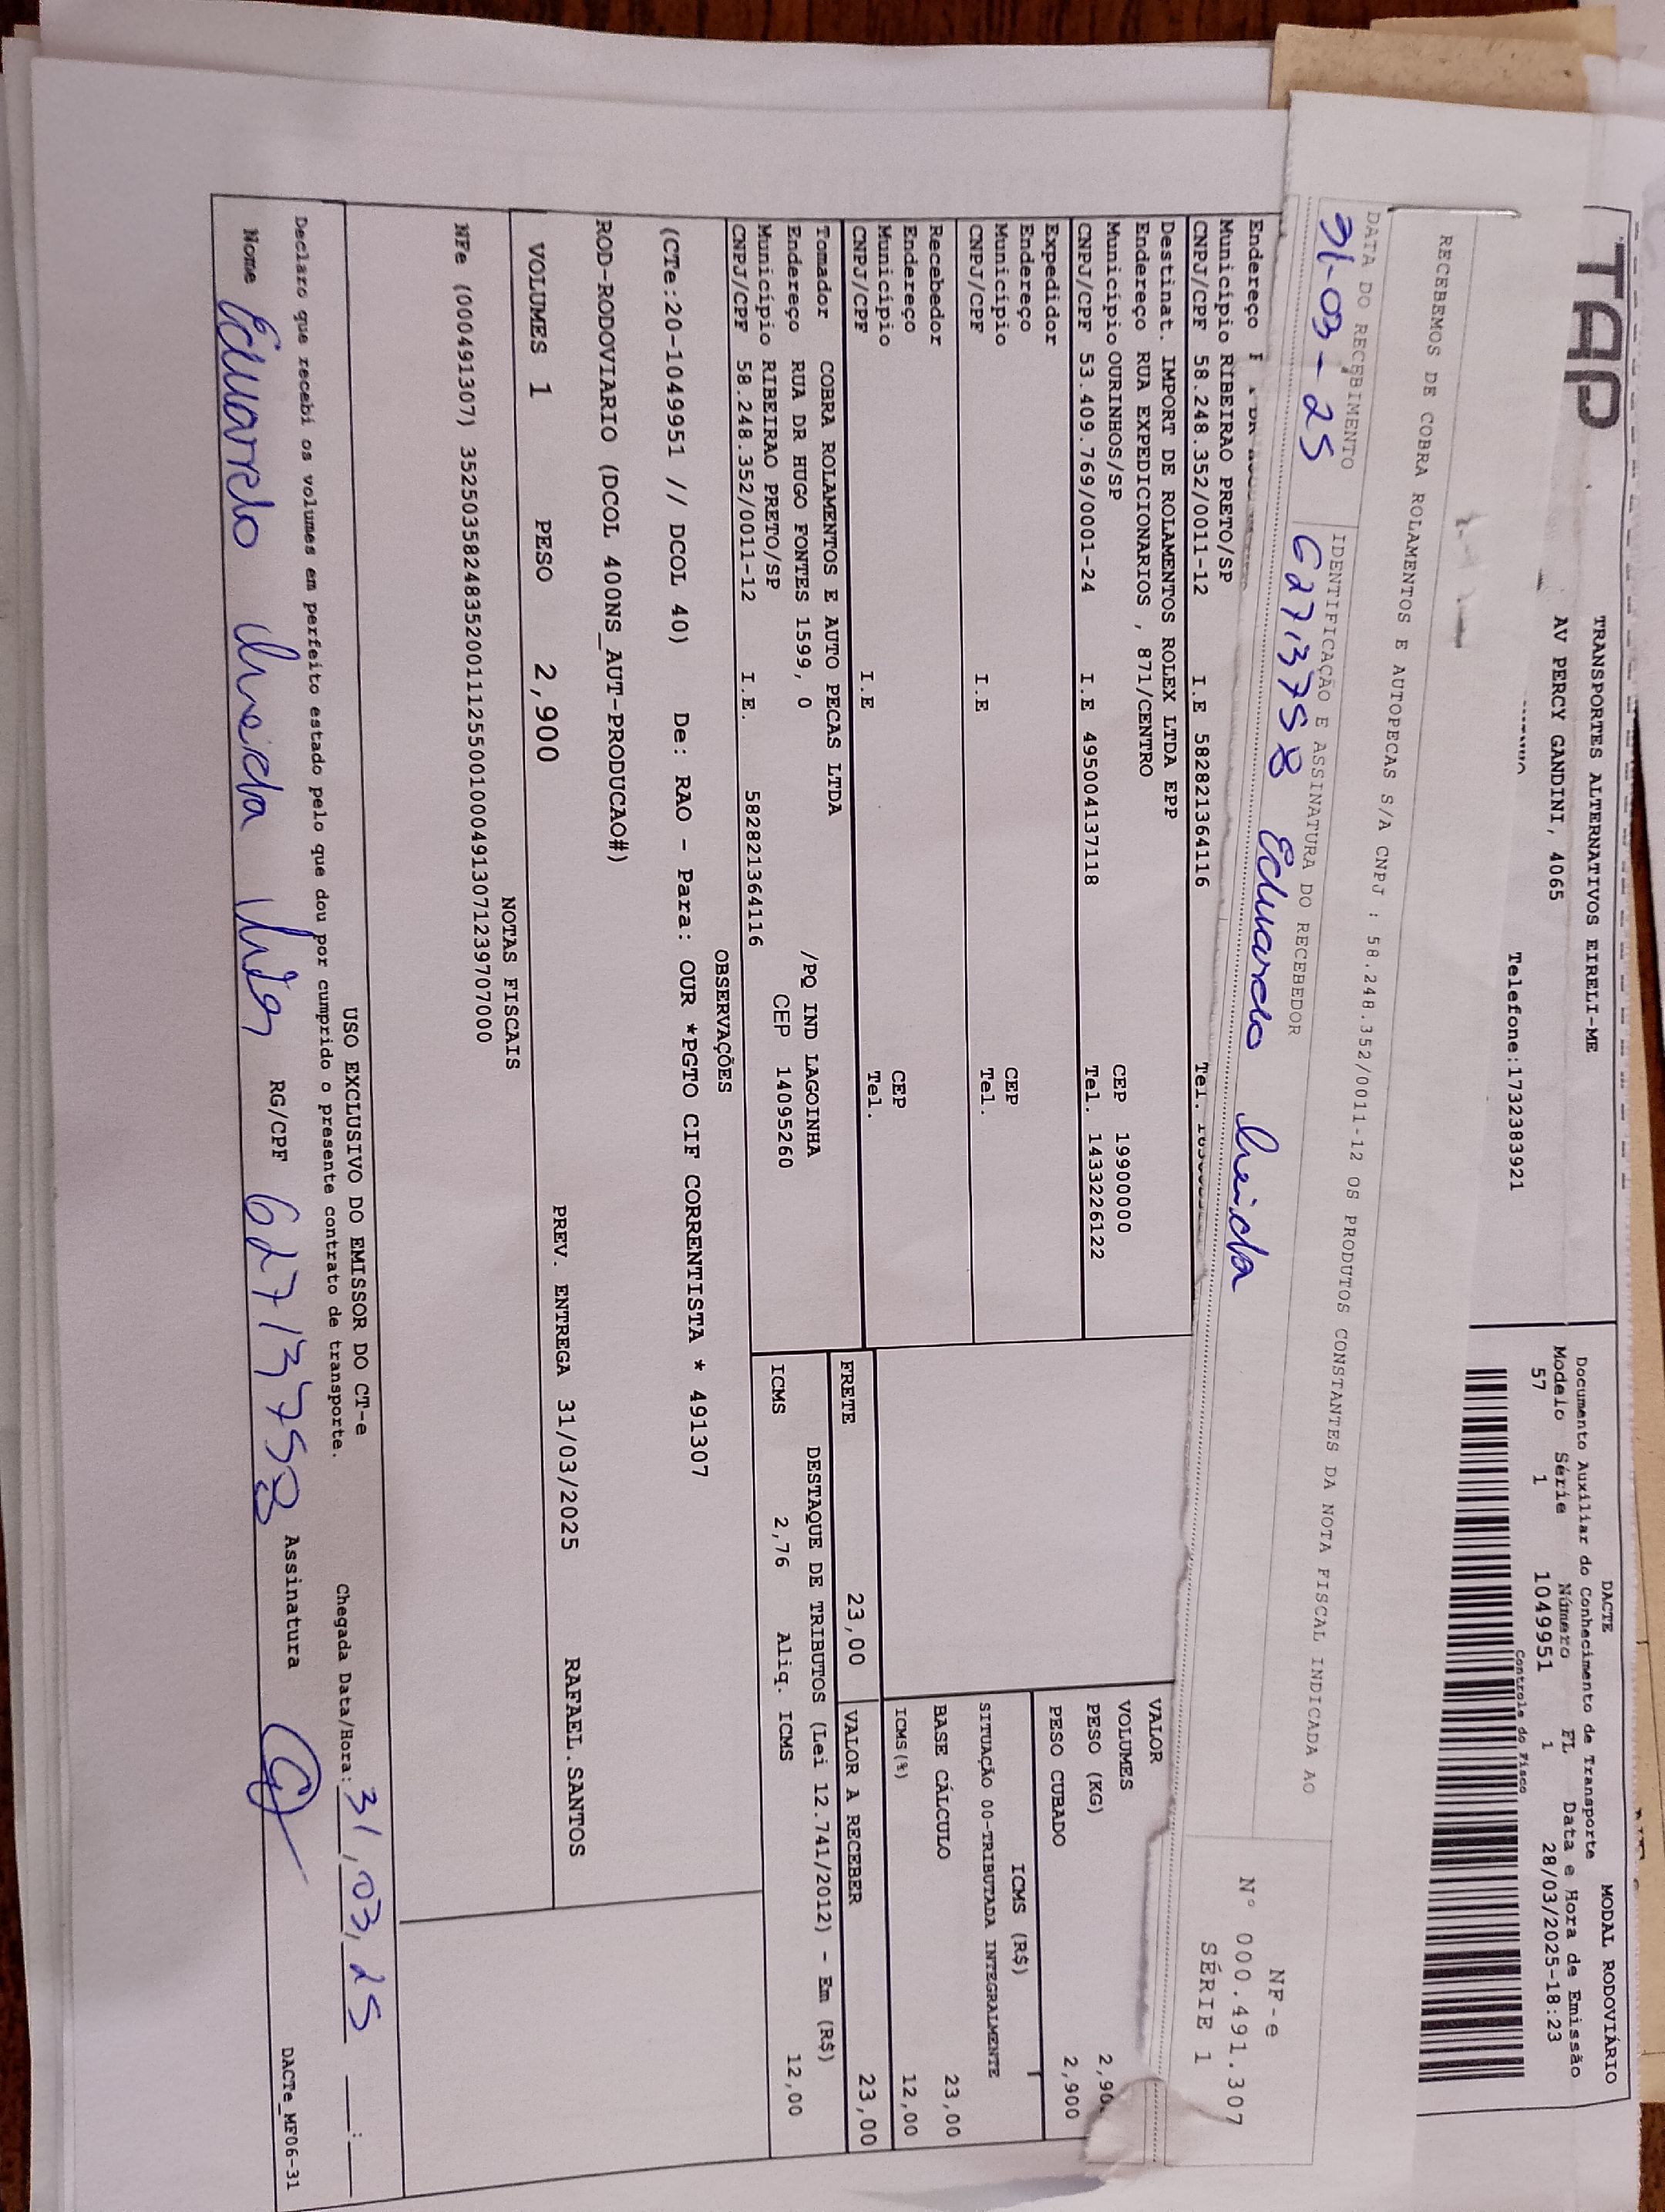 TAP
TRANSPORTES ALTERNATIVOS EIRELI-ME
AV PERCY GANDINI, 4065
Telefone:1732383921
DACTE
MODAL RODOVIÁRIO
Documento Auxiliar do Conhecimento de Transporte
Modelo Série Número FL Data e Hora de Emissão
57 1 1049951 1 28/03/2025-18:23
Controle do Fisco
RECEBEMOS DE COBRA ROLAMENTOS E AUTOPECAS S/A CNPJ : 58.248.352/0011-12 OS PRODUTOS CONSTANTES DA NOTA FISCAL INDICADA AO
NF-e
N° 000.491.307
SÉRIE 1
DATA DO RECEBIMENTO
31-03-25
IDENTIFICAÇÃO E ASSINATURA DO RECEBEDOR
62713758 Eduardo
Endereço
Município RIBEIRAO PRETO/SP
CNPJ/CPF 58.248.352/0011-12 I.E 582821364116 Tel.
Destinat. IMPORT DE ROLAMENTOS ROLEX LTDA EPP
Endereço RUA EXPEDICIONARIOS , 871/CENTRO
Município OURINHOS/SP CEP 19900000
CNPJ/CPF 53.409.769/0001-24 I.E 495004137118 Tel. 1433226122
Expedidor
Endereço
Município CEP
CNPJ/CPF I.E Tel.
Recebedor
Endereço
Município CEP
CNPJ/CPF I.E Tel.
VALOR
VOLUMES
PESO (KG)
PESO CUBADO 2,900
ICMS (R$)
SITUAÇÃO 00-TRIBUTADA INTEGRALMENTE
BASE CÁLCULO 23,00
ICMS(%) 12,00
Tomador COBRA ROLAMENTOS E AUTO PECAS LTDA
Endereço RUA DR HUGO FONTES 1599, 0 /PQ IND LAGOINHA
Município RIBEIRAO PRETO/SP CEP 14095260
CNPJ/CPF 58.248.352/0011-12 I.E. 582821364116
FRETE 23,00 VALOR A RECEBER 23,00
DESTAQUE DE TRIBUTOS (Lei 12.741/2012) - Em (R$)
ICMS 2,76 Aliq. ICMS 12,00
OBSERVAÇÕES
(CTe:20-1049951 // DCOL 40) De: RAO - Para: OUR *PGTO CIF CORRENTISTA * 491307
ROD-RODOVIARIO (DCOL 400NS_AUT-PRODUCAO#)
VOLUMES 1 PESO 2,900 PREV. ENTREGA 31/03/2025 RAFAEL.SANTOS
NOTAS FISCAIS
NFe (000491307) 35250358248352001112550010004913071239707000
USO EXCLUSIVO DO EMISSOR DO CT-e
Declaro que recebi os volumes em perfeito estado pelo que dou por cumprido o presente contrato de transporte.
Chegada Data/Hora: 31/03/25 __:__
Nome Eduardo RG/CPF 62713758 Assinatura
DACTe_MF06-31